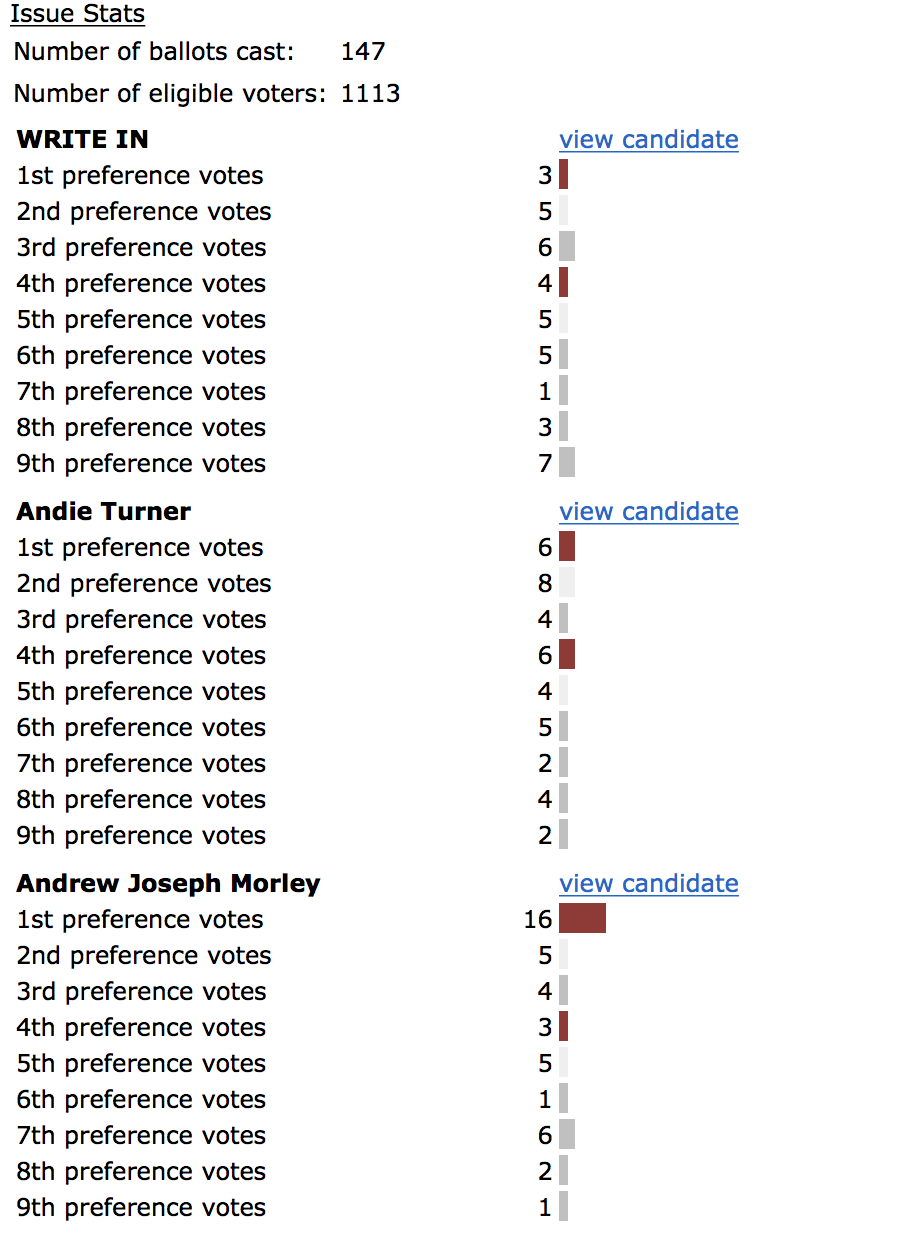 Issue Stats
Number of ballots cast: 147
Number of eligible voters: 1113
WRITE IN view candidate
1st preference votes 3
2nd preference votes 5
3rd preference votes 6
4th preference votes 4
5th preference votes 5
6th preference votes 5
7th preference votes 1
8th preference votes 3
9th preference votes 7
Andie Turner view candidate
1st preference votes 6
2nd preference votes 8
3rd preference votes 4
4th preference votes 6
5th preference votes 4
6th preference votes 5
7th preference votes 2
8th preference votes 4
9th preference votes 2
Andrew Joseph Morley view candidate
1st preference votes 16
2nd preference votes 5
3rd preference votes 4
4th preference votes 3
5th preference votes 5
6th preference votes 1
7th preference votes 6
8th preference votes 2
9th preference votes 1